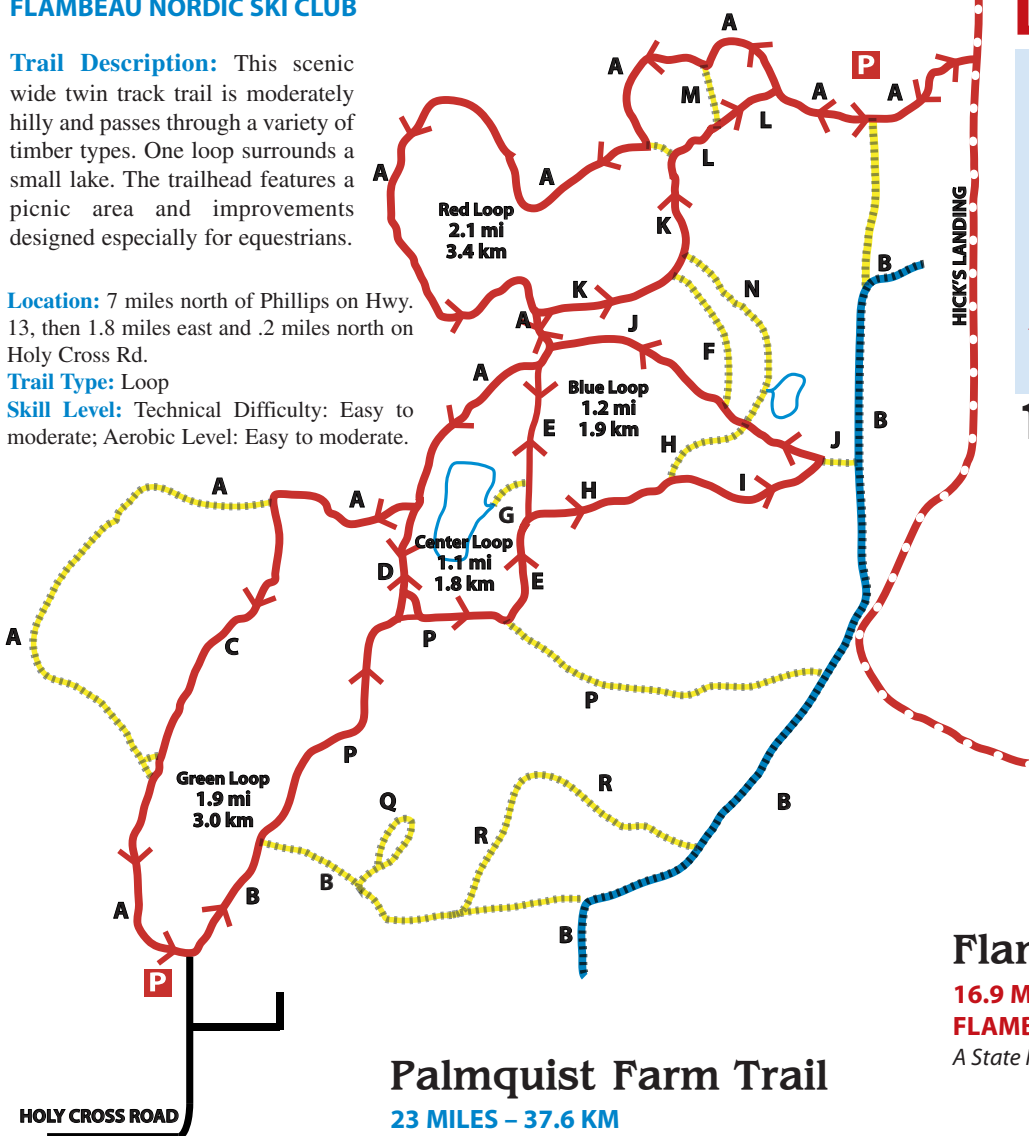 FLAMBEAU NORDIC SKI CLUB
Trail Description: This scenic
wide twin track trail is moderately
hilly and passes through a variety of
timber types. One loop surrounds a
small lake. The trailhead features a
picnic area and improvements
designed especially for equestrians.
Location: 7 miles north of Phillips on Hwy.
13, then 1.8 miles east and .2 miles north on
Holy Cross Rd.
Trail Type: Loop
Skill Level: Technical Difficulty: Easy to
moderate; Aerobic Level: Easy to moderate.
A
A
M
P
A
A
L
L
A
A
Red Loop
2.1 mi
3.4 km
K
HICK'S LANDING
B
K
N
A
J
F
A
Blue Loop
1.2 mi
1.9 km
B
E
H
J
I
H
A
A
G
Center Loop
1.1 mi
1.8 km
D
E
A
C
P
P
P
Green Loop
1.9 mi
3.0 km
Q
R
R
B
B
B
A
B
P
HOLY CROSS ROAD
Palmquist Farm Trail
23 MILES – 37.6 KM
Flar
16.9 M
FLAMBE
A State